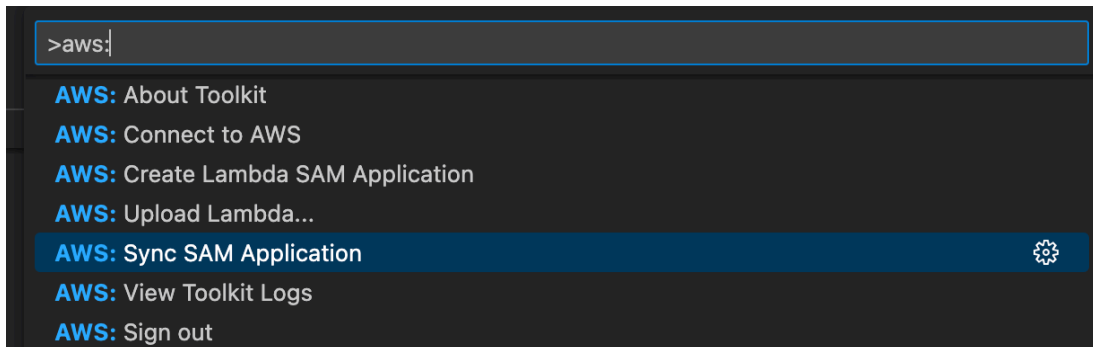 >aws:
AWS: About Toolkit
AWS: Connect to AWS
AWS: Create Lambda SAM Application
AWS: Upload Lambda...
AWS: Sync SAM Application
AWS: View Toolkit Logs
AWS: Sign out